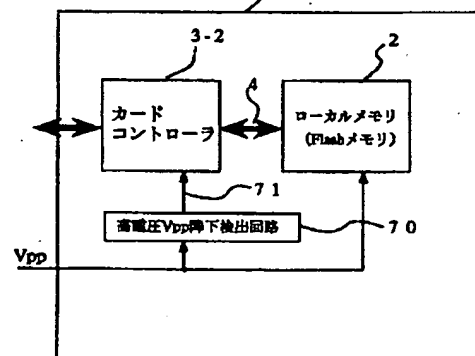 3-2
2
4
カード
コントローラ
ローカルメモリ
(Flashメモリ)
71
高電圧Vpp降下検出回路
70
Vpp